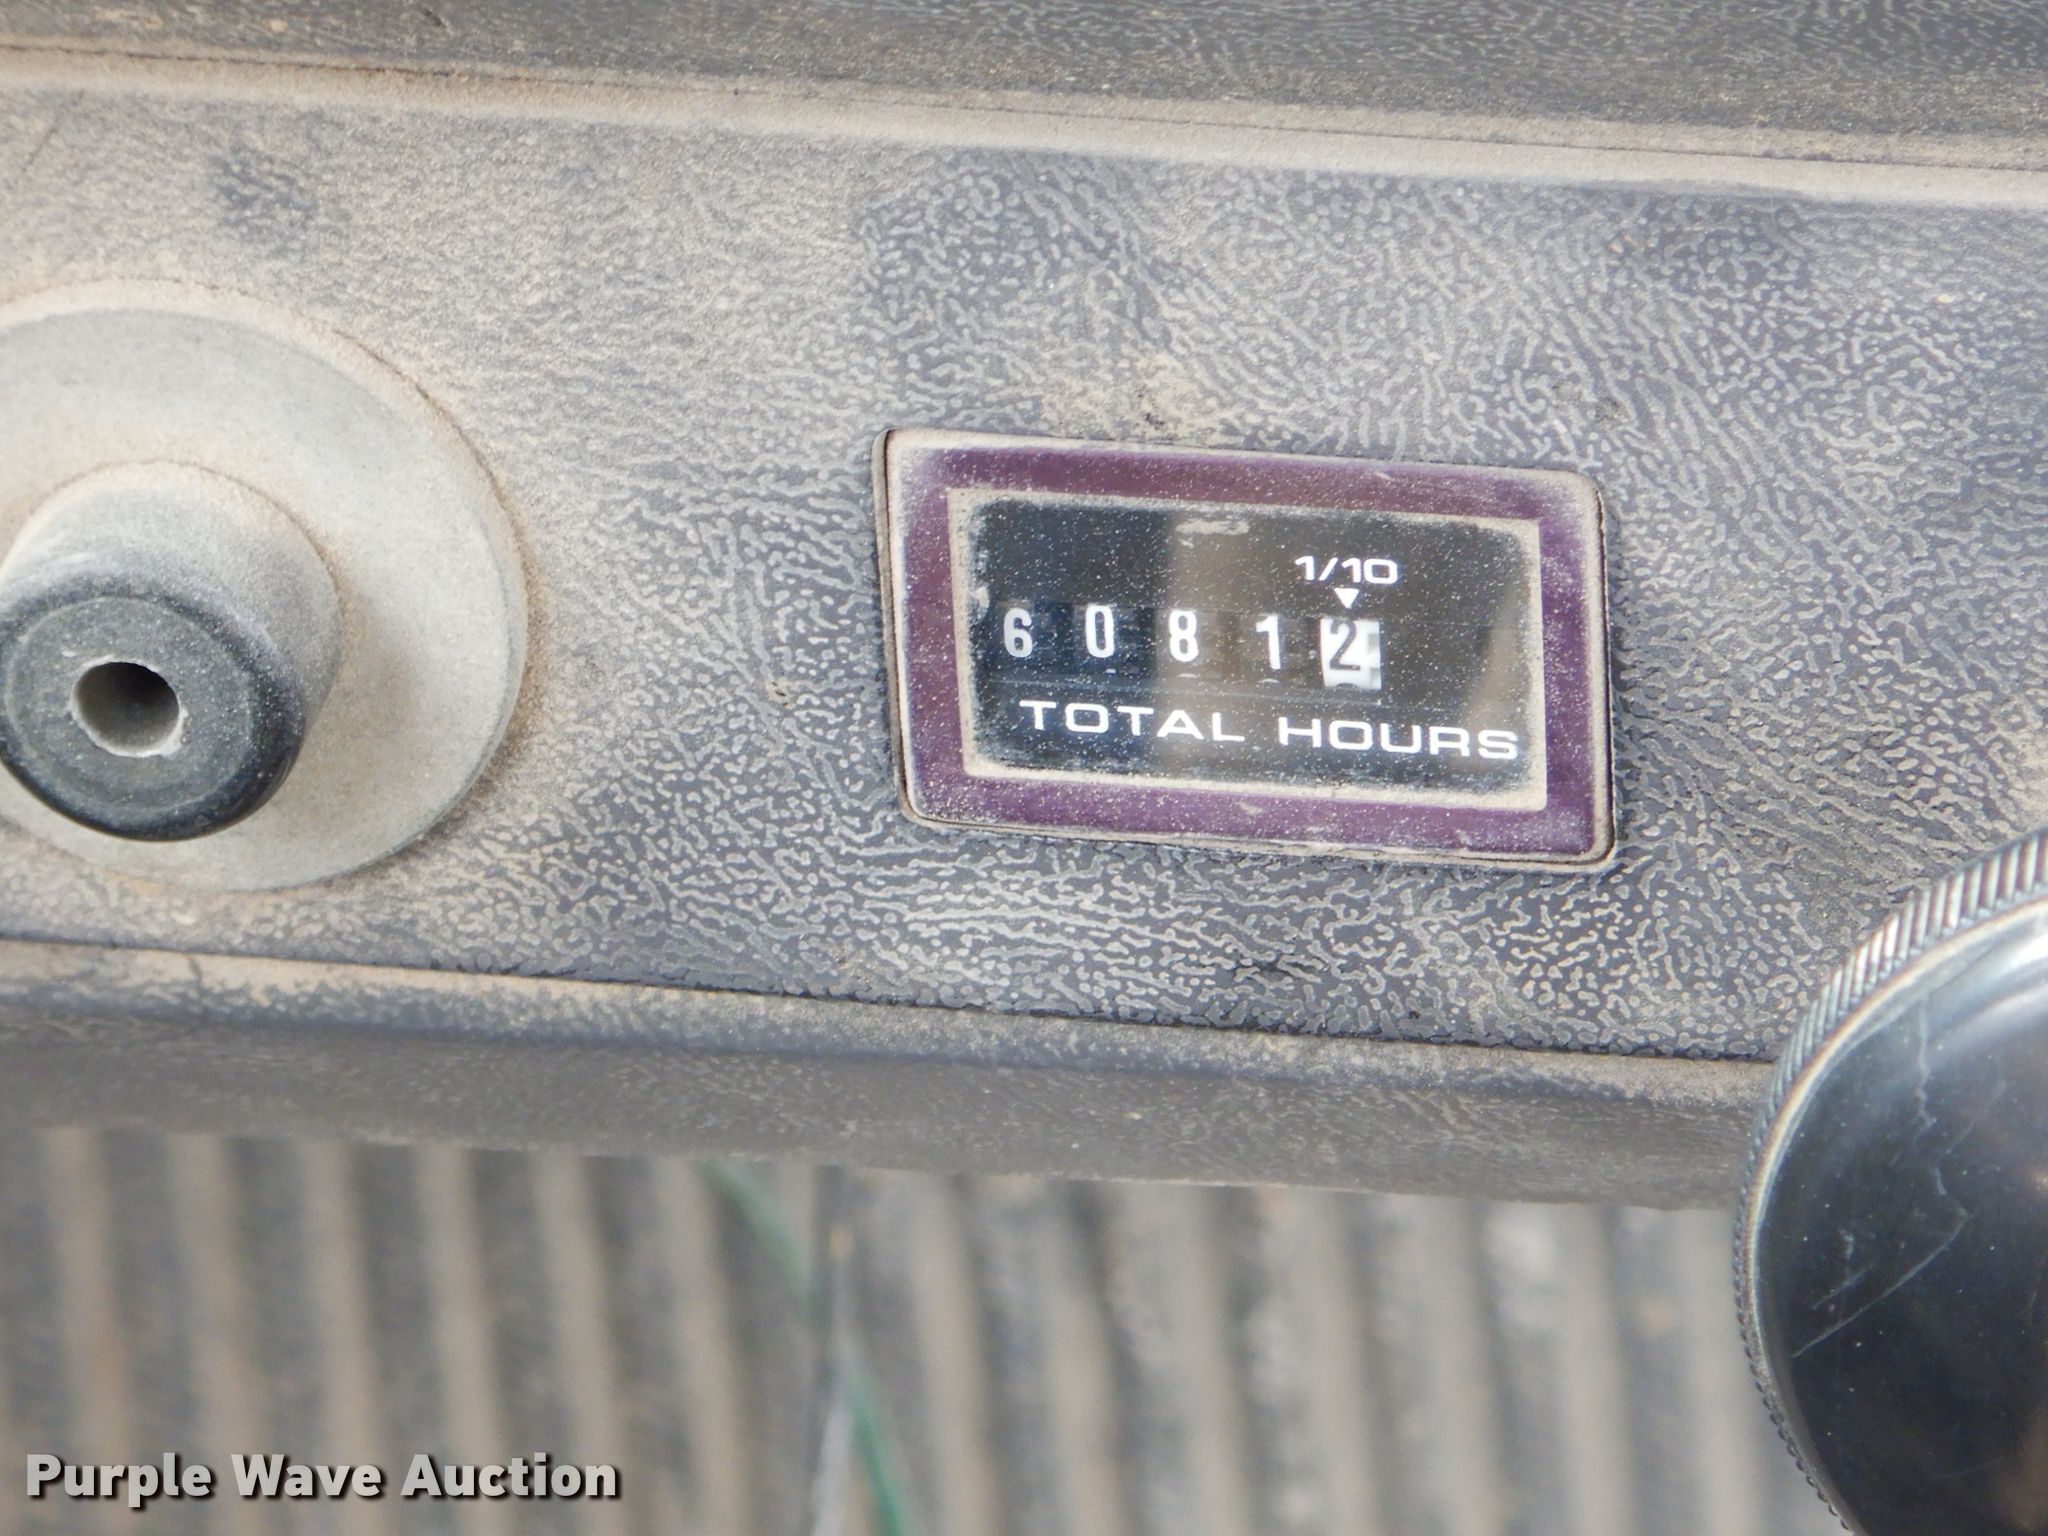 1/10
6 0 8 1 2
TOTAL HOURS
Purple Wave Auction